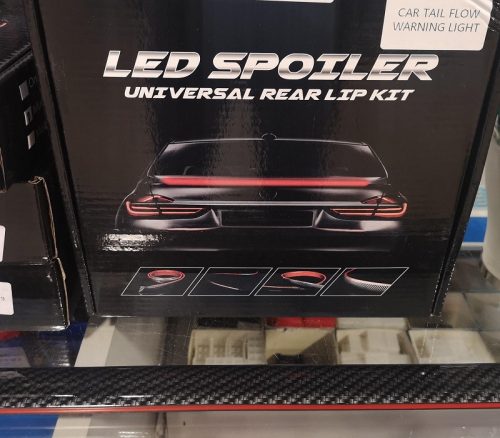 CAR TAIL FLOW
WARNING LIGHT
LED SPOILER
UNIVERSAL REAR LIP KIT